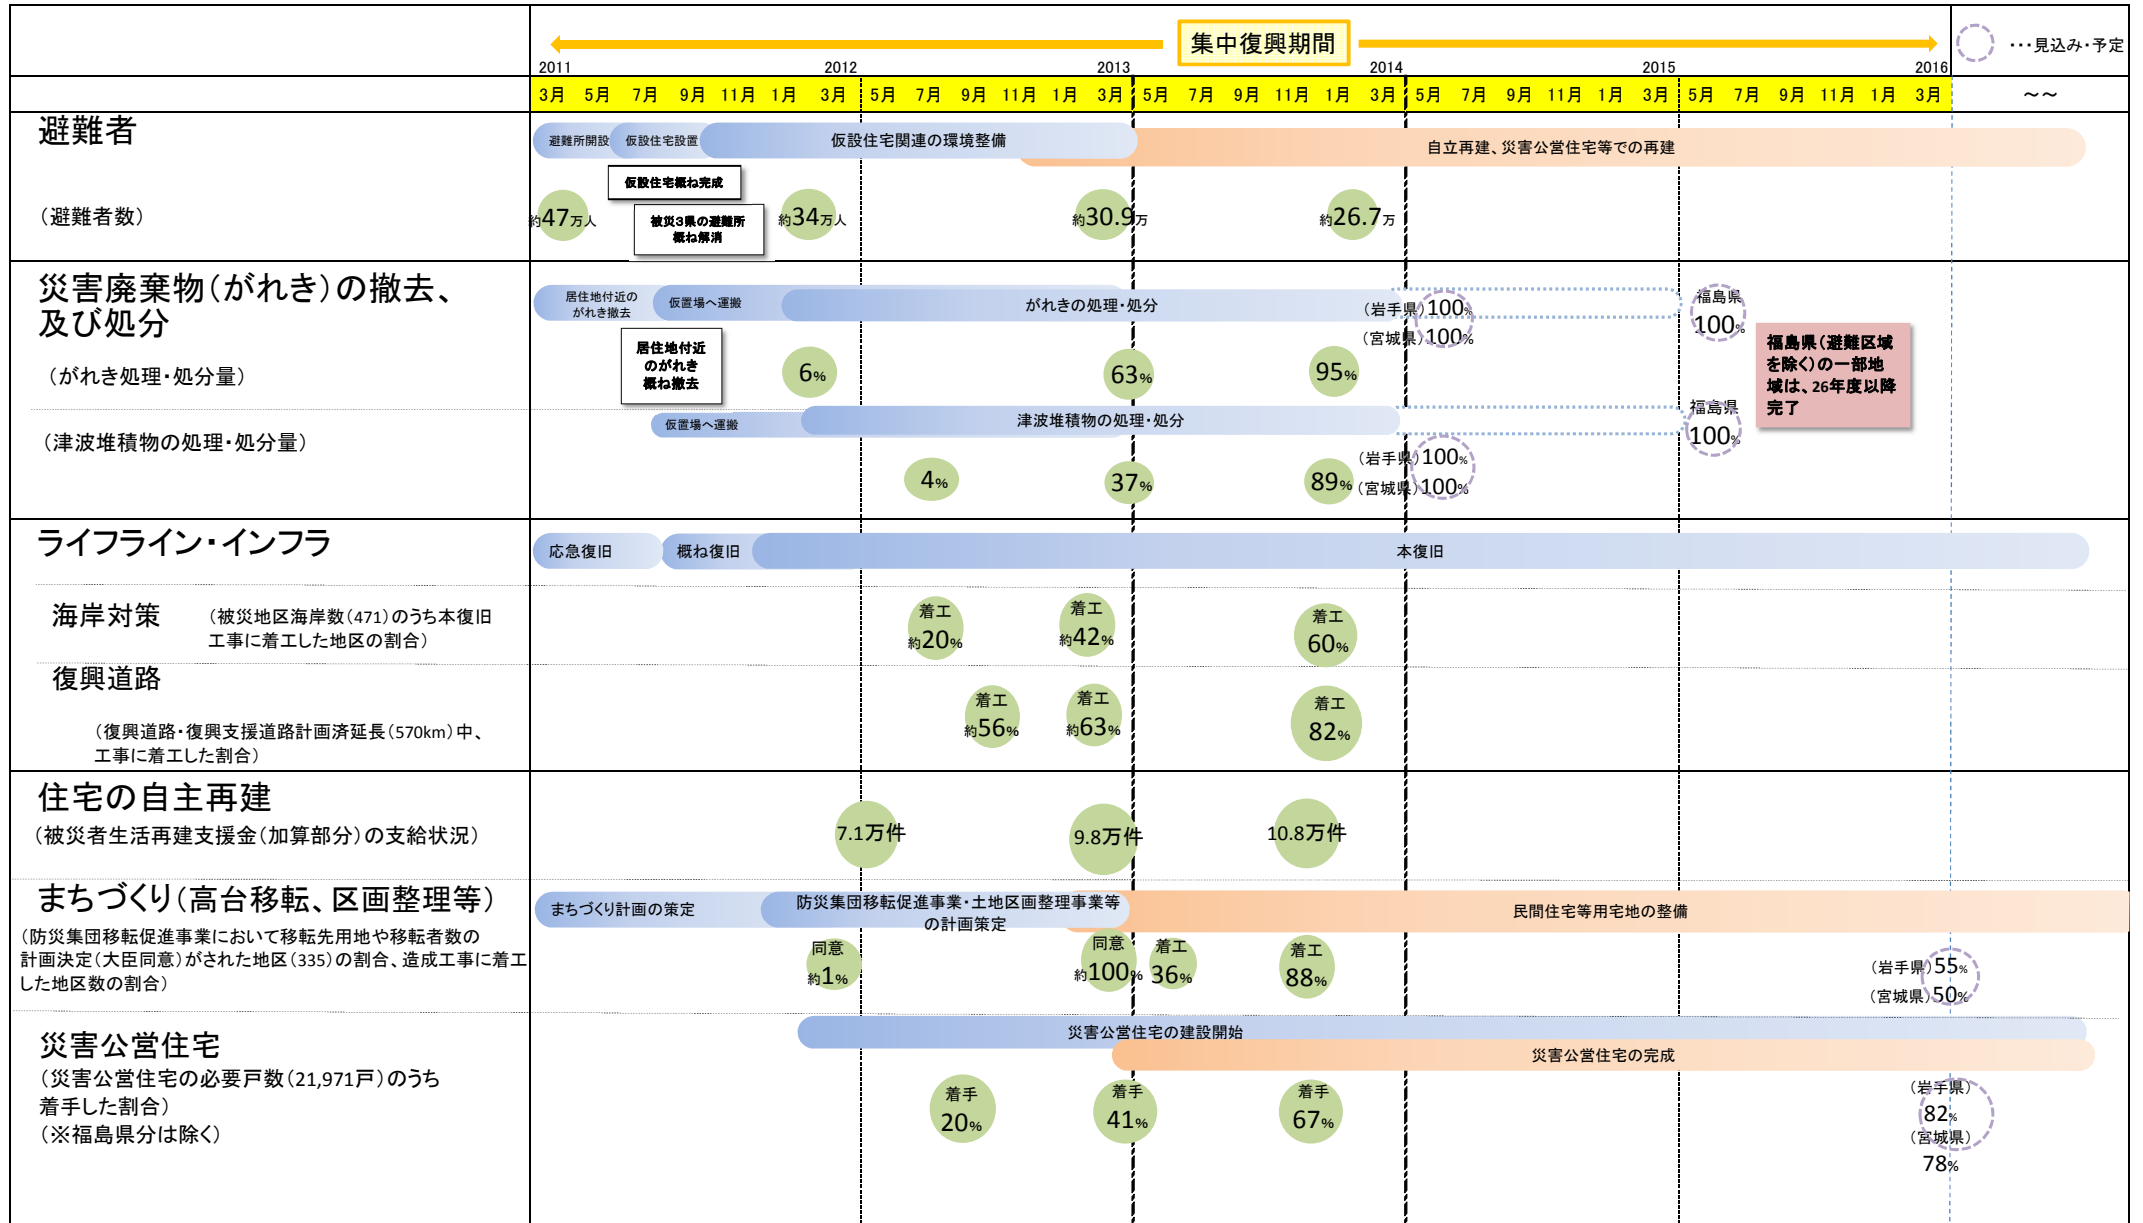 集中復興期間
･･･見込み・予定
2011
2012
2013
2014
2015
2016
3月 5月 7月 9月 11月 1月 3月 5月 7月 9月 11月 1月 3月 5月 7月 9月 11月 1月 3月 5月 7月 9月 11月 1月 3月 5月 7月 9月 11月 1月 3月
～～
避難者
避難所開設
仮設住宅設置
仮設住宅関連の環境整備
自立再建、災害公営住宅等での再建
仮設住宅概ね完成
（避難者数）
約47万人
被災3県の避難所
概ね解消
約34万人
約30.9万
約26.7万
災害廃棄物（がれき）の撤去、
及び処分
居住地付近の
がれき撤去
仮置場へ運搬
がれきの処理・処分
（岩手県）100%
（宮城県）100%
福島県
100%
居住地付近
のがれき
概ね撤去
福島県（避難区域
を除く）の一部地
域は、26年度以降
完了
（がれき処理・処分量）
6%
63%
95%
仮置場へ運搬
津波堆積物の処理・処分
福島県
100%
（津波堆積物の処理・処分量）
4%
37%
89%
（岩手県）100%
（宮城県）100%
ライフライン・インフラ
応急復旧
概ね復旧
本復旧
海岸対策
（被災地区海岸数（471）のうち本復旧
工事に着工した地区の割合）
着工
約20%
着工
約42%
着工
60%
復興道路
（復興道路・復興支援道路計画済延長（570km）中、
工事に着工した割合）
着工
約56%
着工
約63%
着工
82%
住宅の自主再建
（被災者生活再建支援金（加算部分）の支給状況）
7.1万件
9.8万件
10.8万件
まちづくり（高台移転、区画整理等）
まちづくり計画の策定
防災集団移転促進事業・土地区画整理事業等
の計画策定
民間住宅等用宅地の整備
（防災集団移転促進事業において移転先用地や移転者数の
計画決定（大臣同意）がされた地区（335）の割合、造成工事に着工
した地区数の割合）
同意
約1%
同意
約100%
着工
36%
着工
88%
（岩手県）55%
（宮城県）50%
災害公営住宅の建設開始
災害公営住宅の完成
災害公営住宅
（災害公営住宅の必要戸数（21,971戸）のうち
着手した割合）
（※福島県分は除く）
着手
20%
着手
41%
着手
67%
（岩手県）
82%
（宮城県）
78%